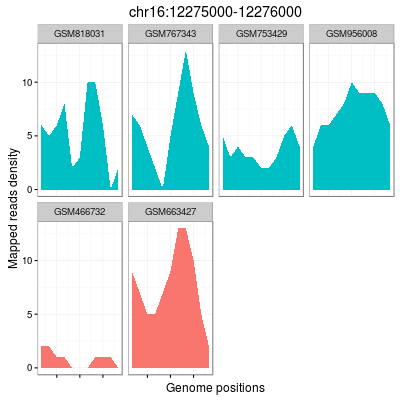 chr16:12275000-12276000
GSM818031 GSM767343 GSM753429 GSM956008
10
5
0
GSM466732 GSM663427
10
5
0
Mapped reads density
Genome positions